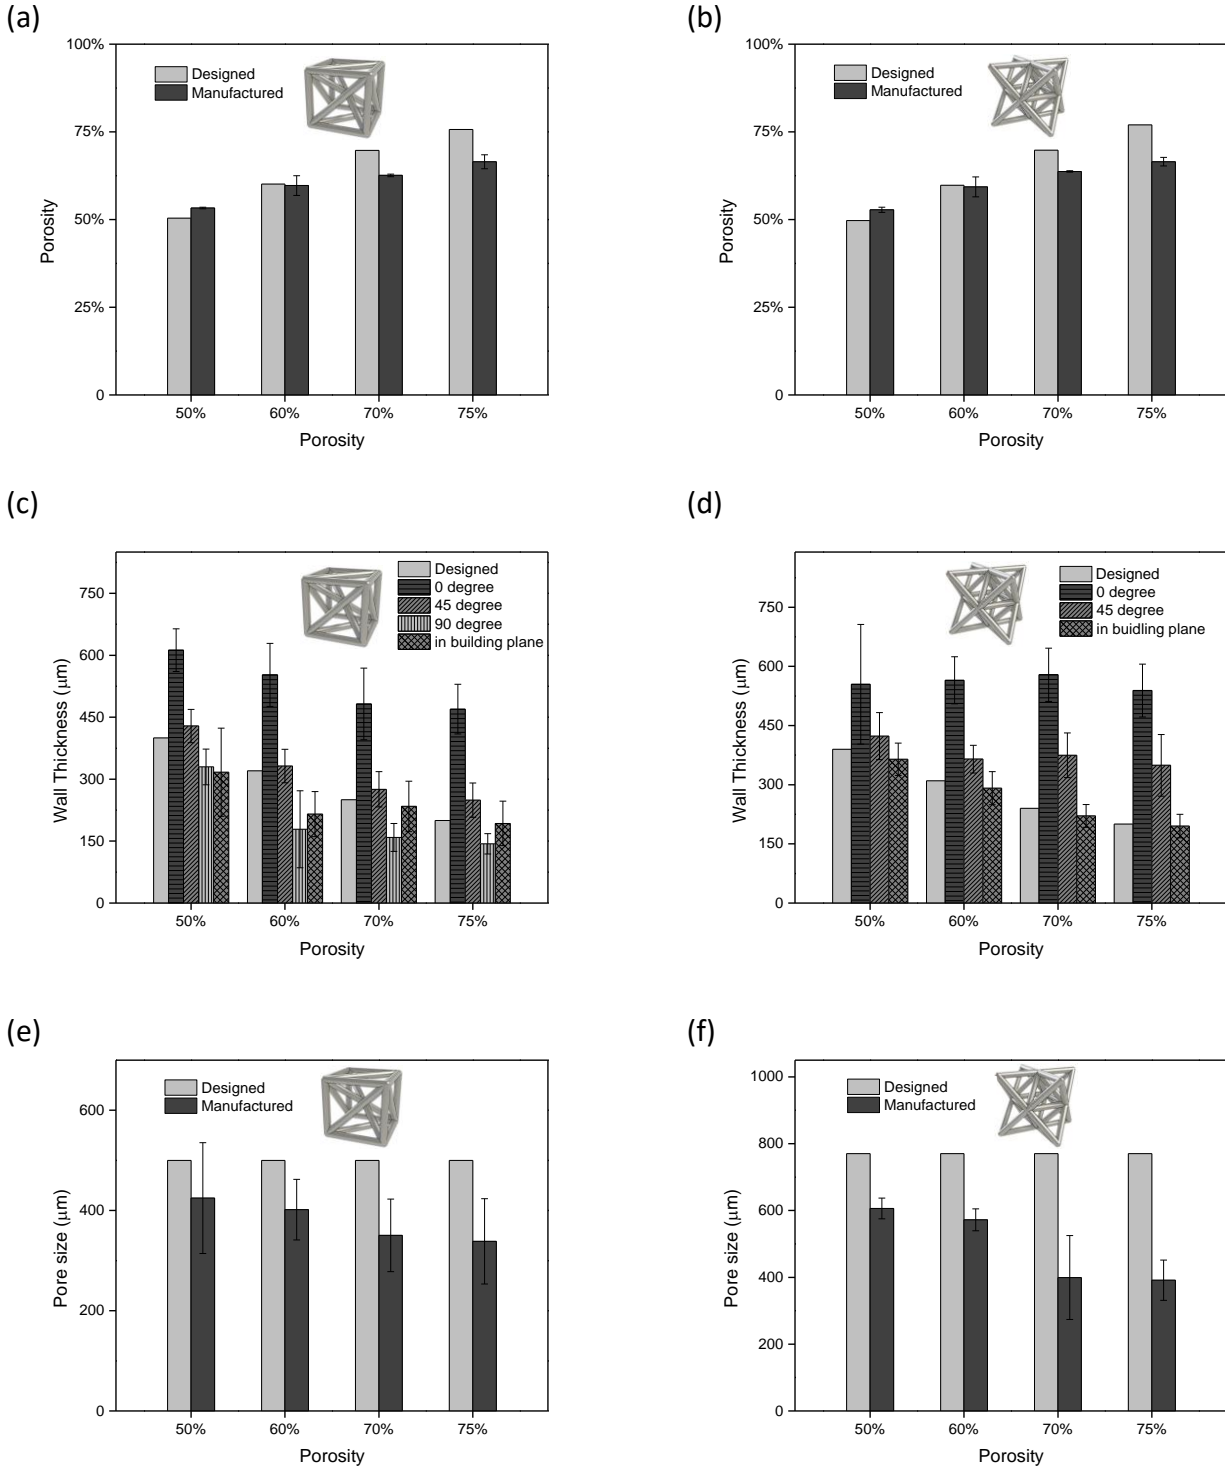 (a)
100%
75%
50%
25%
0
Porosity
Designed
Manufactured
50% 60% 70% 75%
Porosity
(b)
100%
75%
50%
25%
0
Porosity
Designed
Manufactured
50% 60% 70% 75%
Porosity
(c)
750
600
450
300
150
0
Wall Thickness (μm)
Designed
0 degree
45 degree
90 degree
in building plane
50% 60% 70% 75%
Porosity
(d)
750
600
450
300
150
0
Wall Thickness (μm)
Designed
0 degree
45 degree
in buidling plane
50% 60% 70% 75%
Porosity
(e)
600
400
200
0
Pore size (μm)
Designed
Manufactured
50% 60% 70% 75%
Porosity
(f)
1000
800
600
400
200
0
Pore size (μm)
Designed
Manufactured
50% 60% 70% 75%
Porosity